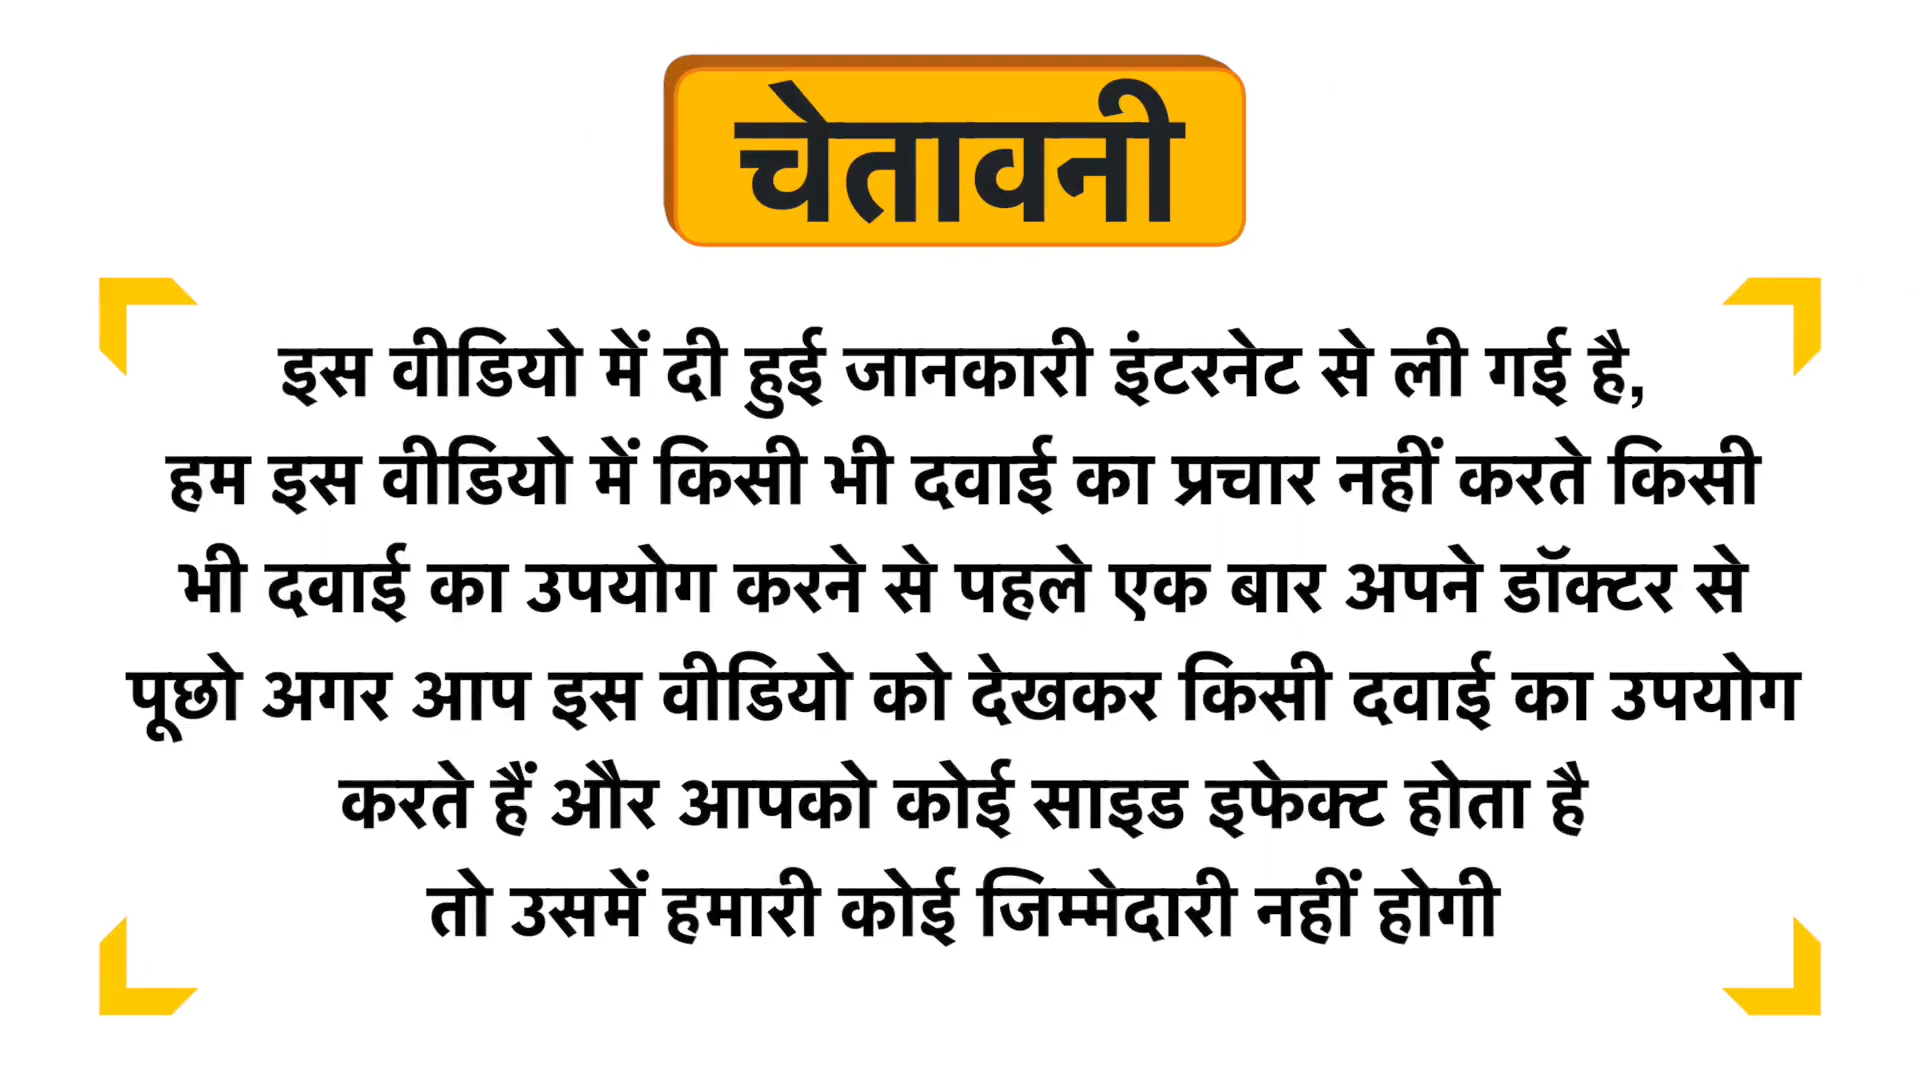 चेतावनी
इस वीडियो में दी हुई जानकारी इंटरनेट से ली गई है,
हम इस वीडियो में किसी भी दवाई का प्रचार नहीं करते किसी
भी दवाई का उपयोग करने से पहले एक बार अपने डॉक्टर से
पूछो अगर आप इस वीडियो को देखकर किसी दवाई का उपयोग
करते हैं और आपको कोई साइड इफेक्ट होता है
तो उसमें हमारी कोई जिम्मेदारी नहीं होगी